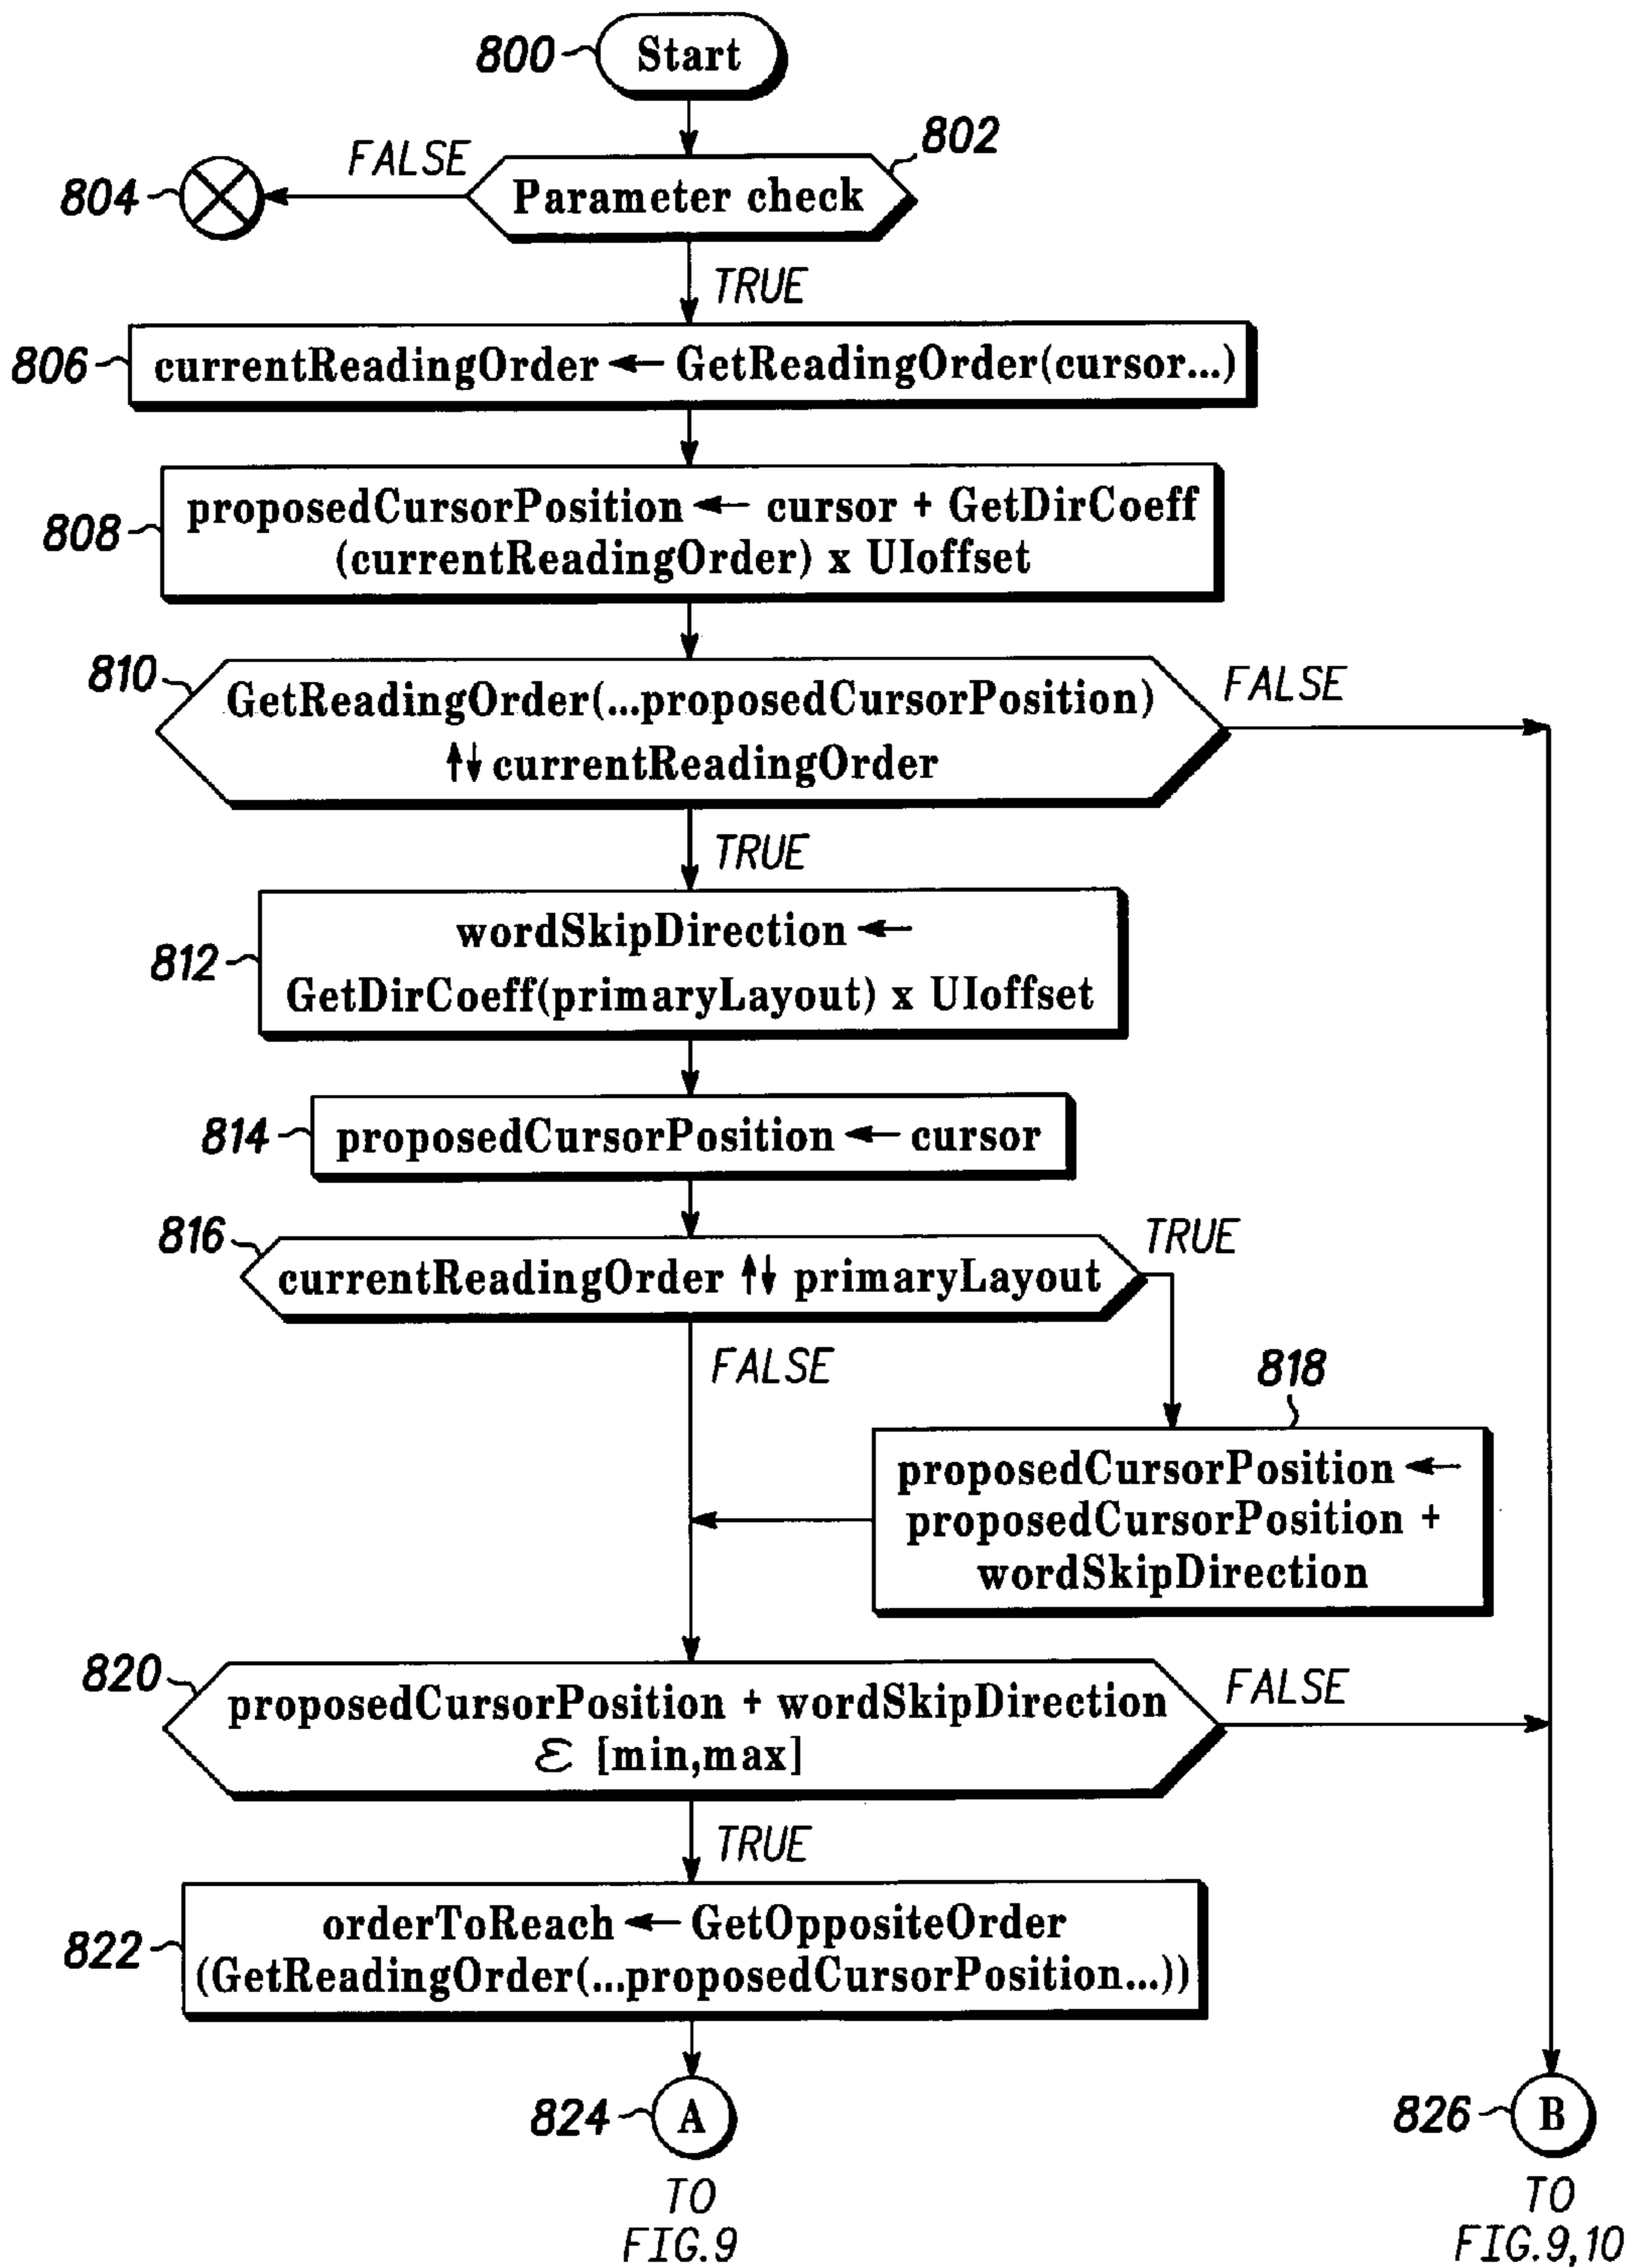 800
Start
802
FALSE
804
Parameter check
TRUE
806
currentReadingOrder ← GetReadingOrder(cursor...)
808
proposedCursorPosition ← cursor + GetDirCoeff
(currentReadingOrder) x UIoffset
810
GetReadingOrder(...proposedCursorPosition)
↑↓ currentReadingOrder
FALSE
TRUE
812
wordSkipDirection ←
GetDirCoeff(primaryLayout) x UIoffset
814
proposedCursorPosition ← cursor
816
currentReadingOrder ↑↓ primaryLayout
TRUE
FALSE
818
proposedCursorPosition ←
proposedCursorPosition +
wordSkipDirection
820
proposedCursorPosition + wordSkipDirection
ε [min,max]
FALSE
TRUE
822
orderToReach ← GetOppositeOrder
(GetReadingOrder(...proposedCursorPosition...))
824
A
TO
FIG.9
826
B
TO
FIG.9,10